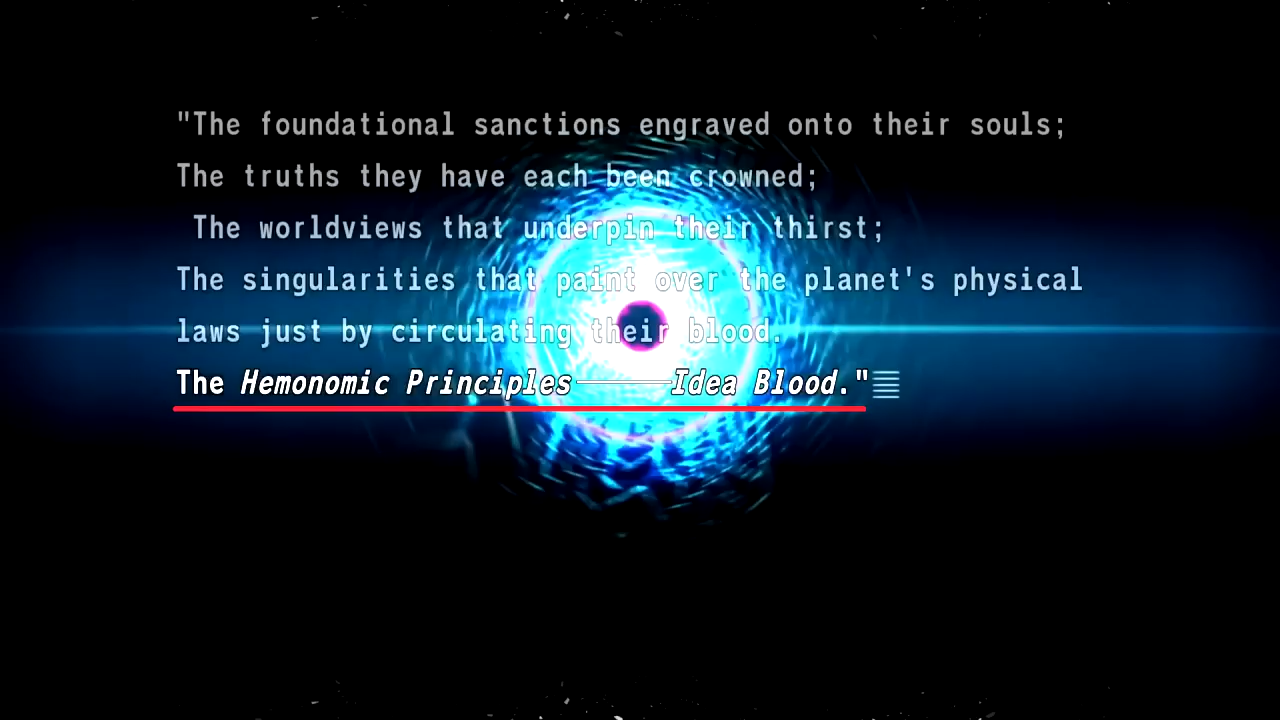 "The foundational sanctions engraved onto their souls;
The truths they have each been crowned;
The worldviews that underpin their thirst;
The singularities that paint over the planet's physical
laws just by circulating their blood.
The Hemonomic Principles———Idea Blood."